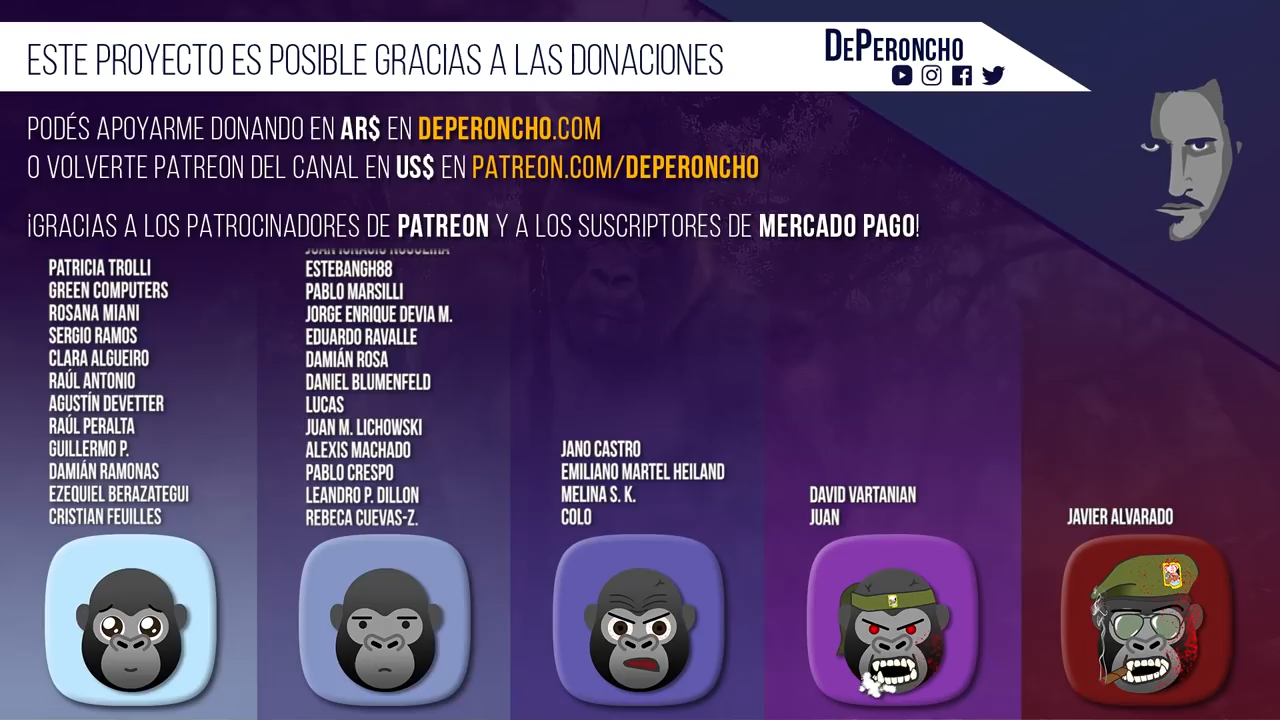 ESTE PROYECTO ES POSIBLE GRACIAS A LAS DONACIONES
DEPERONCHO
PODÉS APOYARME DONANDO EN AR$ EN DEPERONCHO.COM
O VOLVERTE PATREON DEL CANAL EN US$ EN PATREON.COM/DEPERONCHO
¡GRACIAS A LOS PATROCINADORES DE PATREON Y A LOS SUSCRIPTORES DE MERCADO PAGO!
PATRICIA TROLLI
GREEN COMPUTERS
ROSANA MIANI
SERGIO RAMOS
CLARA ALGUEIRO
RAÚL ANTONIO
AGUSTÍN DEVETTER
RAÚL PERALTA
GUILLERMO P.
DAMIÁN RAMONAS
EZEQUIEL BERAZATEGUI
CRISTIAN FEUILLES
JUAN IGNACIO NOGUEIRA
ESTEBANGH88
PABLO MARSILLI
JORGE ENRIQUE DEVIA M.
EDUARDO RAVALLE
DAMIÁN ROSA
DANIEL BLUMENFELD
LUCAS
JUAN M. LICHOWSKI
ALEXIS MACHADO
PABLO CRESPO
LEANDRO P. DILLON
REBECA CUEVAS-Z.
JANO CASTRO
EMILIANO MARTEL HEILAND
MELINA S. K.
COLO
DAVID VARTANIAN
JUAN
JAVIER ALVARADO